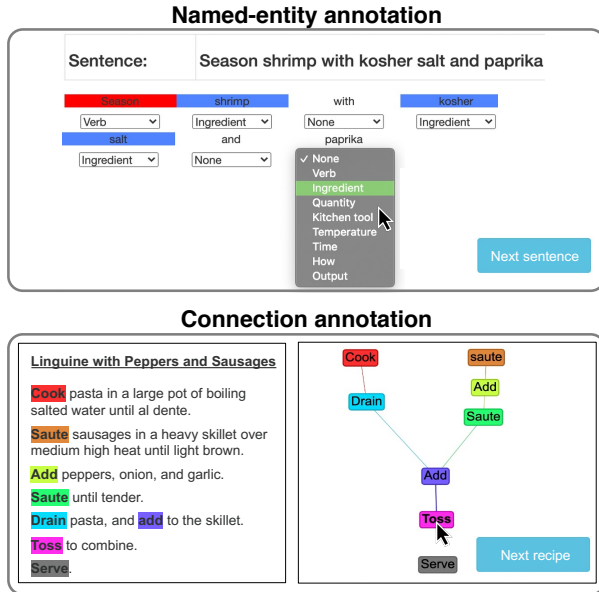 Named-entity annotation
Sentence: Season shrimp with kosher salt and paprika
Season shrimp with kosher
Verb Ingredient None Ingredient
salt and paprika
Ingredient None
✓ None
Verb
Ingredient
Quantity
Kitchen tool
Temperature
Time
How
Output
Next sentence
Connection annotation
Linguine with Peppers and Sausages
Cook pasta in a large pot of boiling
salted water until al dente.
Saute sausages in a heavy skillet over
medium high heat until light brown.
Add peppers, onion, and garlic.
Saute until tender.
Drain pasta, and add to the skillet.
Toss to combine.
Serve.
Cook saute
Add
Drain
Saute
Add
Toss
Serve
Next recipe